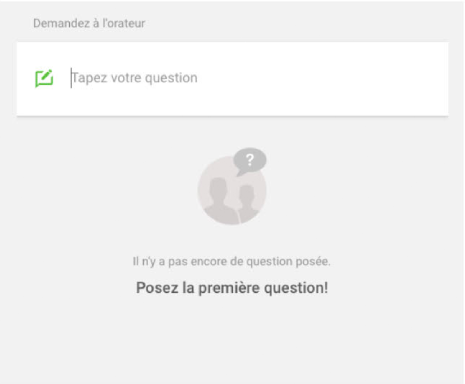 Demandez à l'orateur
Tapez votre question
?
Il n'y a pas encore de question posée.
Posez la première question!